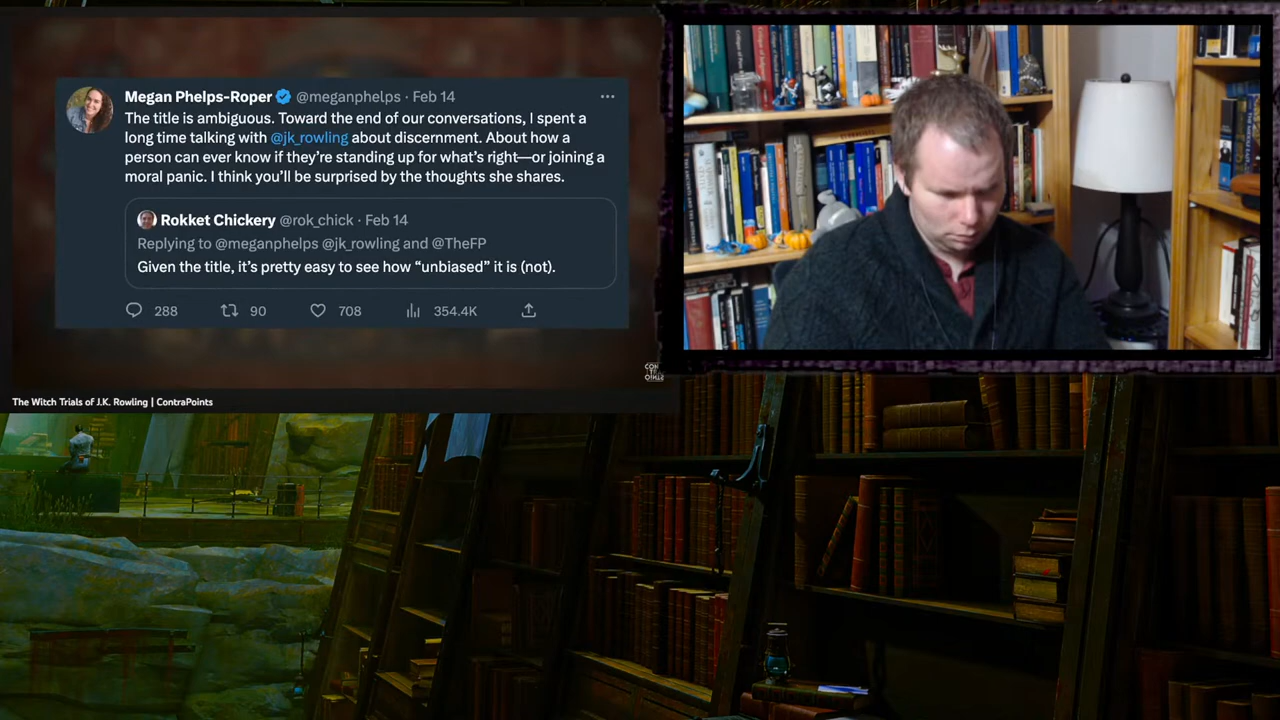 Megan Phelps-Roper @meganphelps · Feb 14
The title is ambiguous. Toward the end of our conversations, I spent a
long time talking with @jk_rowling about discernment. About how a
person can ever know if they're standing up for what's right—or joining a
moral panic. I think you'll be surprised by the thoughts she shares.
Rokket Chickery @rok_chick · Feb 14
Replying to @meganphelps @jk_rowling and @TheFP
Given the title, it's pretty easy to see how “unbiased” it is (not).
288 90 708 354.4K
CON
TRA
POINTS
The Witch Trials of J.K. Rowling | ContraPoints